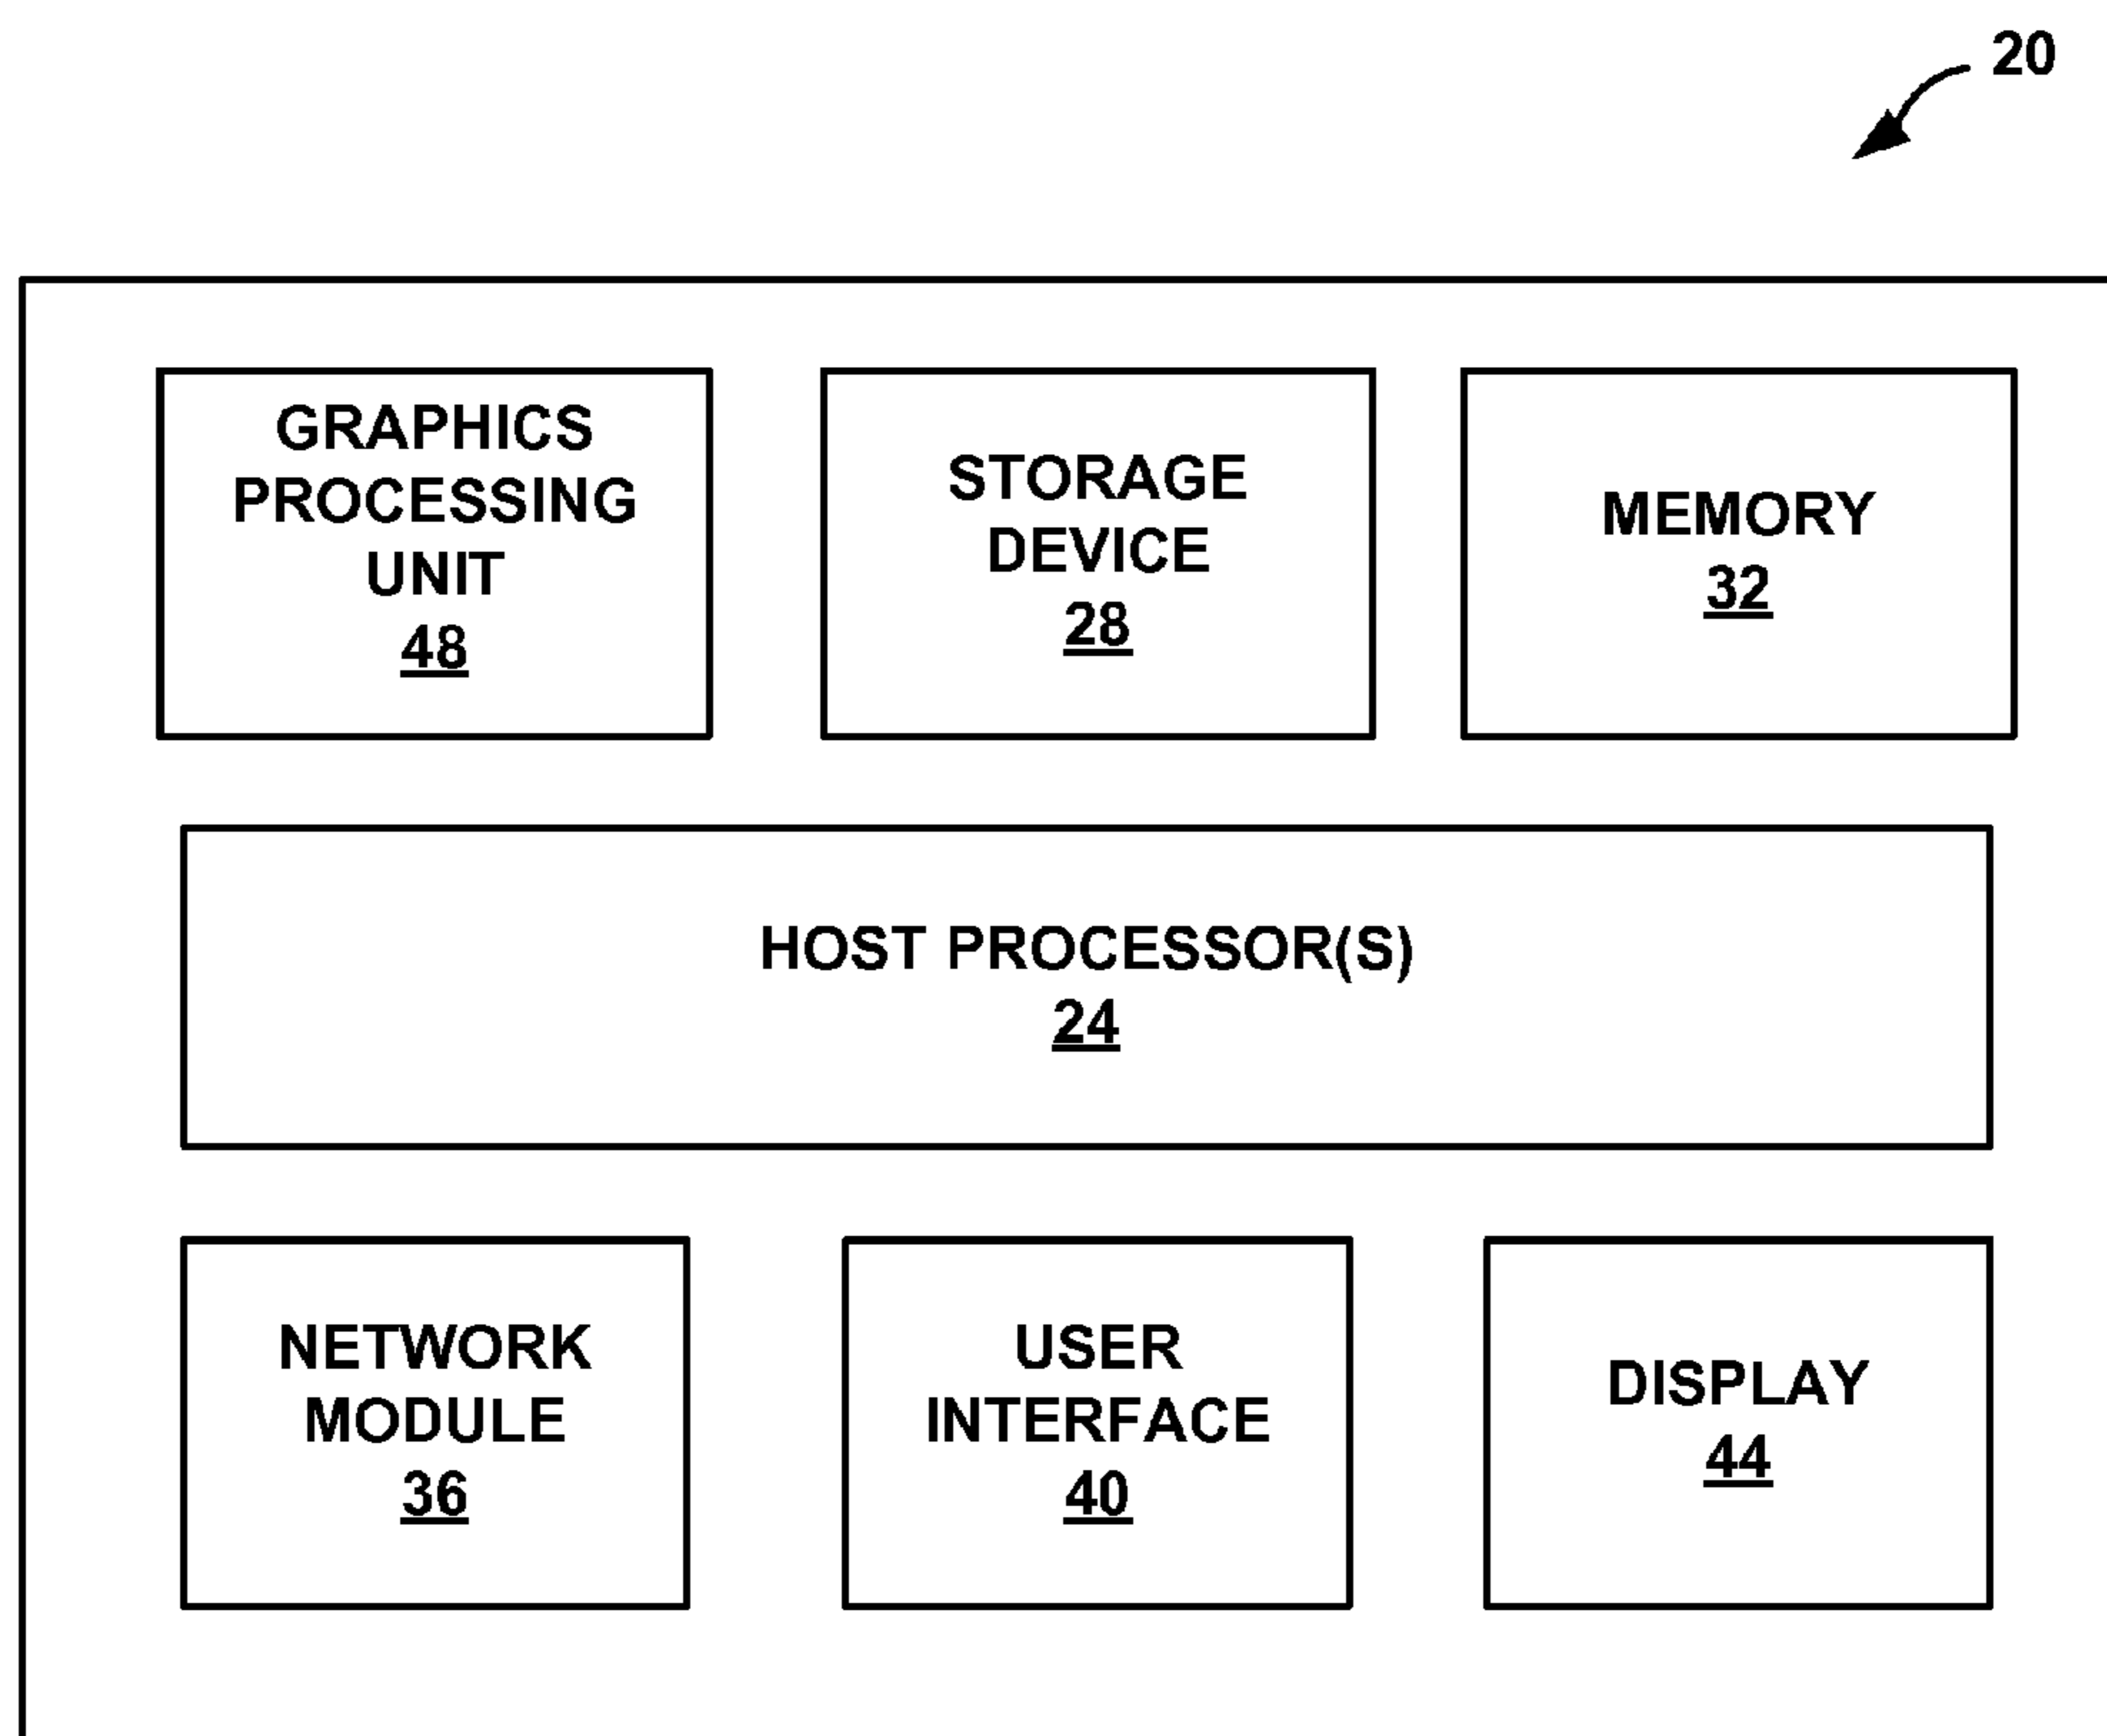 20
GRAPHICS
PROCESSING
UNIT
48
STORAGE
DEVICE
28
MEMORY
32
HOST PROCESSOR(S)
24
NETWORK
MODULE
36
USER
INTERFACE
40
DISPLAY
44